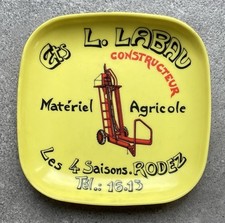 Ets L. LABAU
CONSTRUCTEUR
Matériel Agricole
Les 4 Saisons. RODEZ
Tél.: 15.13